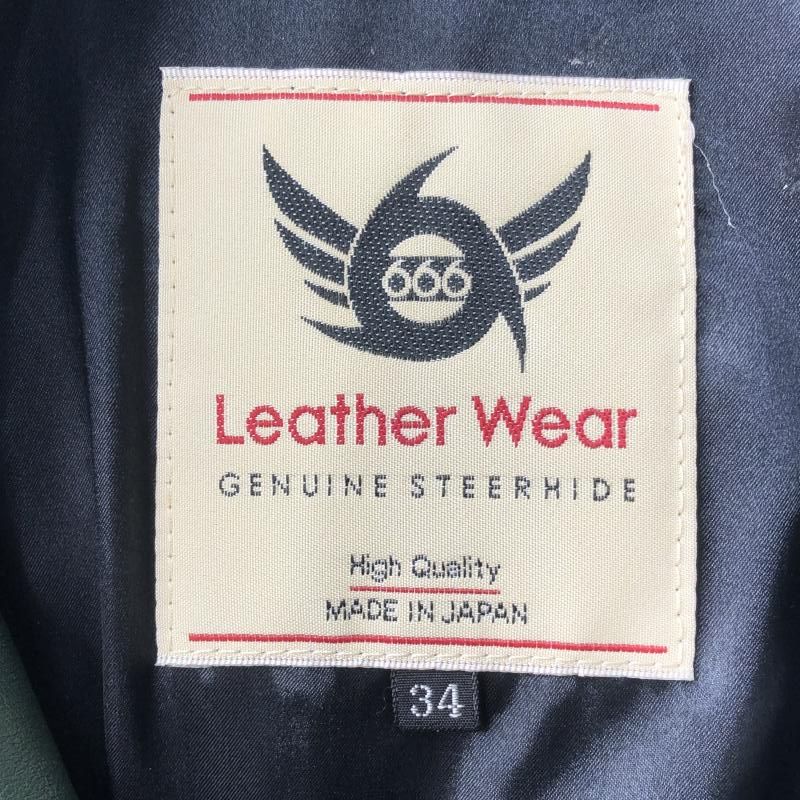 666
Leather Wear
GENUINE STEERHIDE
High Quality
MADE IN JAPAN
34